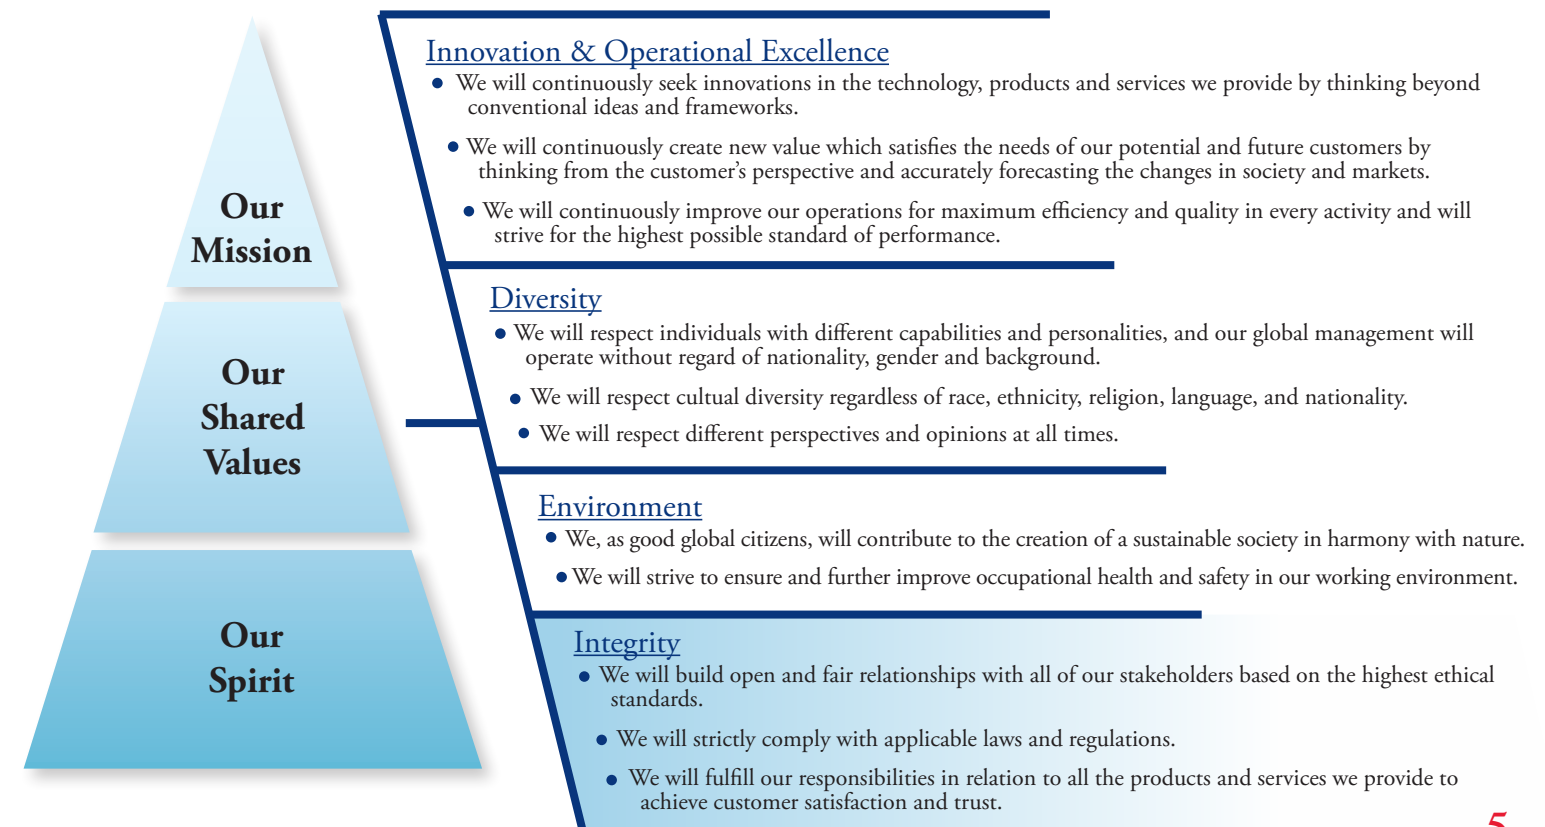 Our
Mission
Our
Shared
Values
Our
Spirit
Innovation & Operational Excellence
• We will continuously seek innovations in the technology, products and services we provide by thinking beyond
conventional ideas and frameworks.
• We will continuously create new value which satisfies the needs of our potential and future customers by
thinking from the customer’s perspective and accurately forecasting the changes in society and markets.
• We will continuously improve our operations for maximum efficiency and quality in every activity and will
strive for the highest possible standard of performance.
Diversity
• We will respect individuals with different capabilities and personalities, and our global management will
operate without regard of nationality, gender and background.
• We will respect cultual diversity regardless of race, ethnicity, religion, language, and nationality.
• We will respect different perspectives and opinions at all times.
Environment
• We, as good global citizens, will contribute to the creation of a sustainable society in harmony with nature.
• We will strive to ensure and further improve occupational health and safety in our working environment.
Integrity
• We will build open and fair relationships with all of our stakeholders based on the highest ethical
standards.
• We will strictly comply with applicable laws and regulations.
• We will fulfill our responsibilities in relation to all the products and services we provide to
achieve customer satisfaction and trust.
5